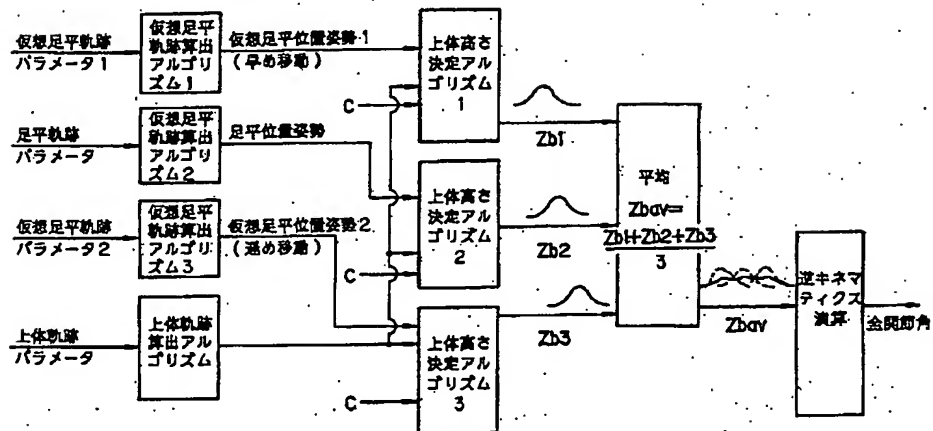 仮想足平軌跡
パラメータ1
仮想足平
軌跡算出
アルゴリ
ズム1
仮想足平位置姿勢1
(早め移動)
上体高さ
決定アル
ゴリズム
1
C
Zb1
足平軌跡
パラメータ
仮想足平
軌跡算出
アルゴリ
ズム2
足平位置姿勢
上体高さ
決定アル
ゴリズム
2
C
Zb2
仮想足平軌跡
パラメータ2
仮想足平
軌跡算出
アルゴリ
ズム3
仮想足平位置姿勢2
(遅め移動)
上体軌跡
パラメータ
上体軌跡
算出アル
ゴリズム
上体高さ
決定アル
ゴリズム
3
C
Zb3
平均
Zbav=
Zb1+Zb2+Zb3
3
Zbav
逆キネマ
ティクス
演算
全関節角